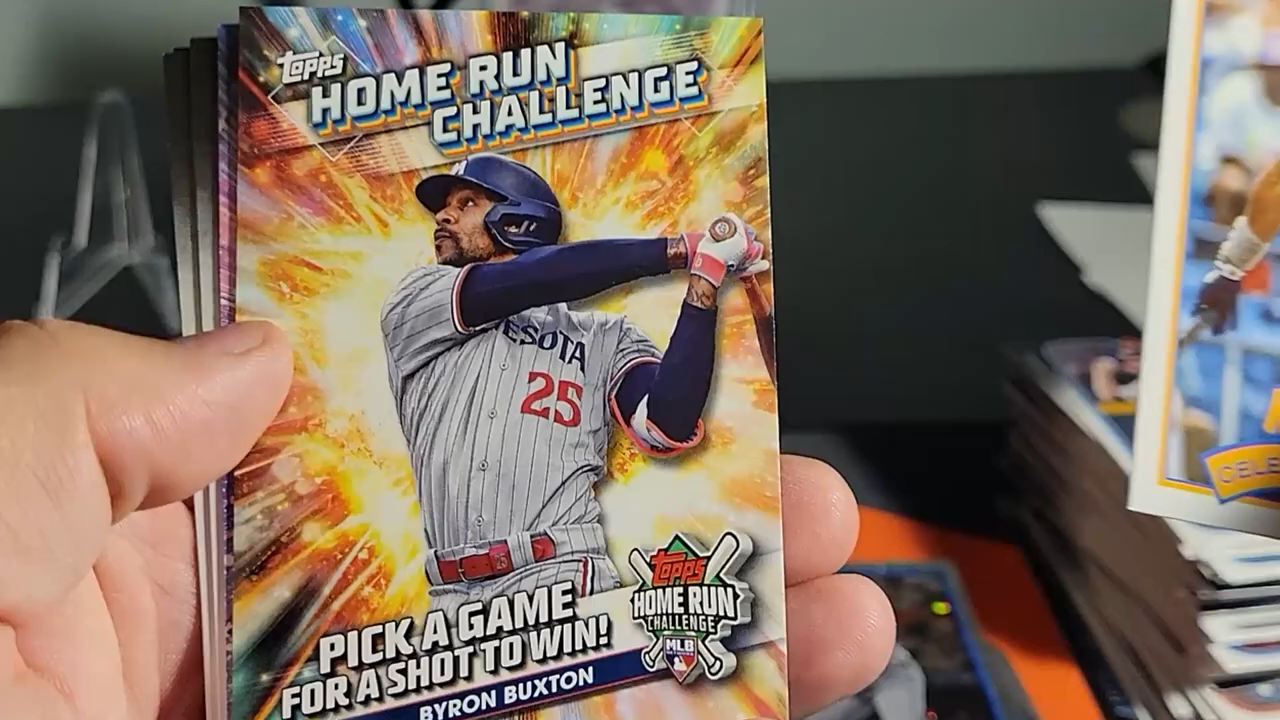 Topps
HOME RUN
CHALLENGE
ESOTA
25
PICK A GAME
FOR A SHOT TO WIN!
BYRON BUXTON
Topps
HOME RUN
CHALLENGE
MLB
NETWORK